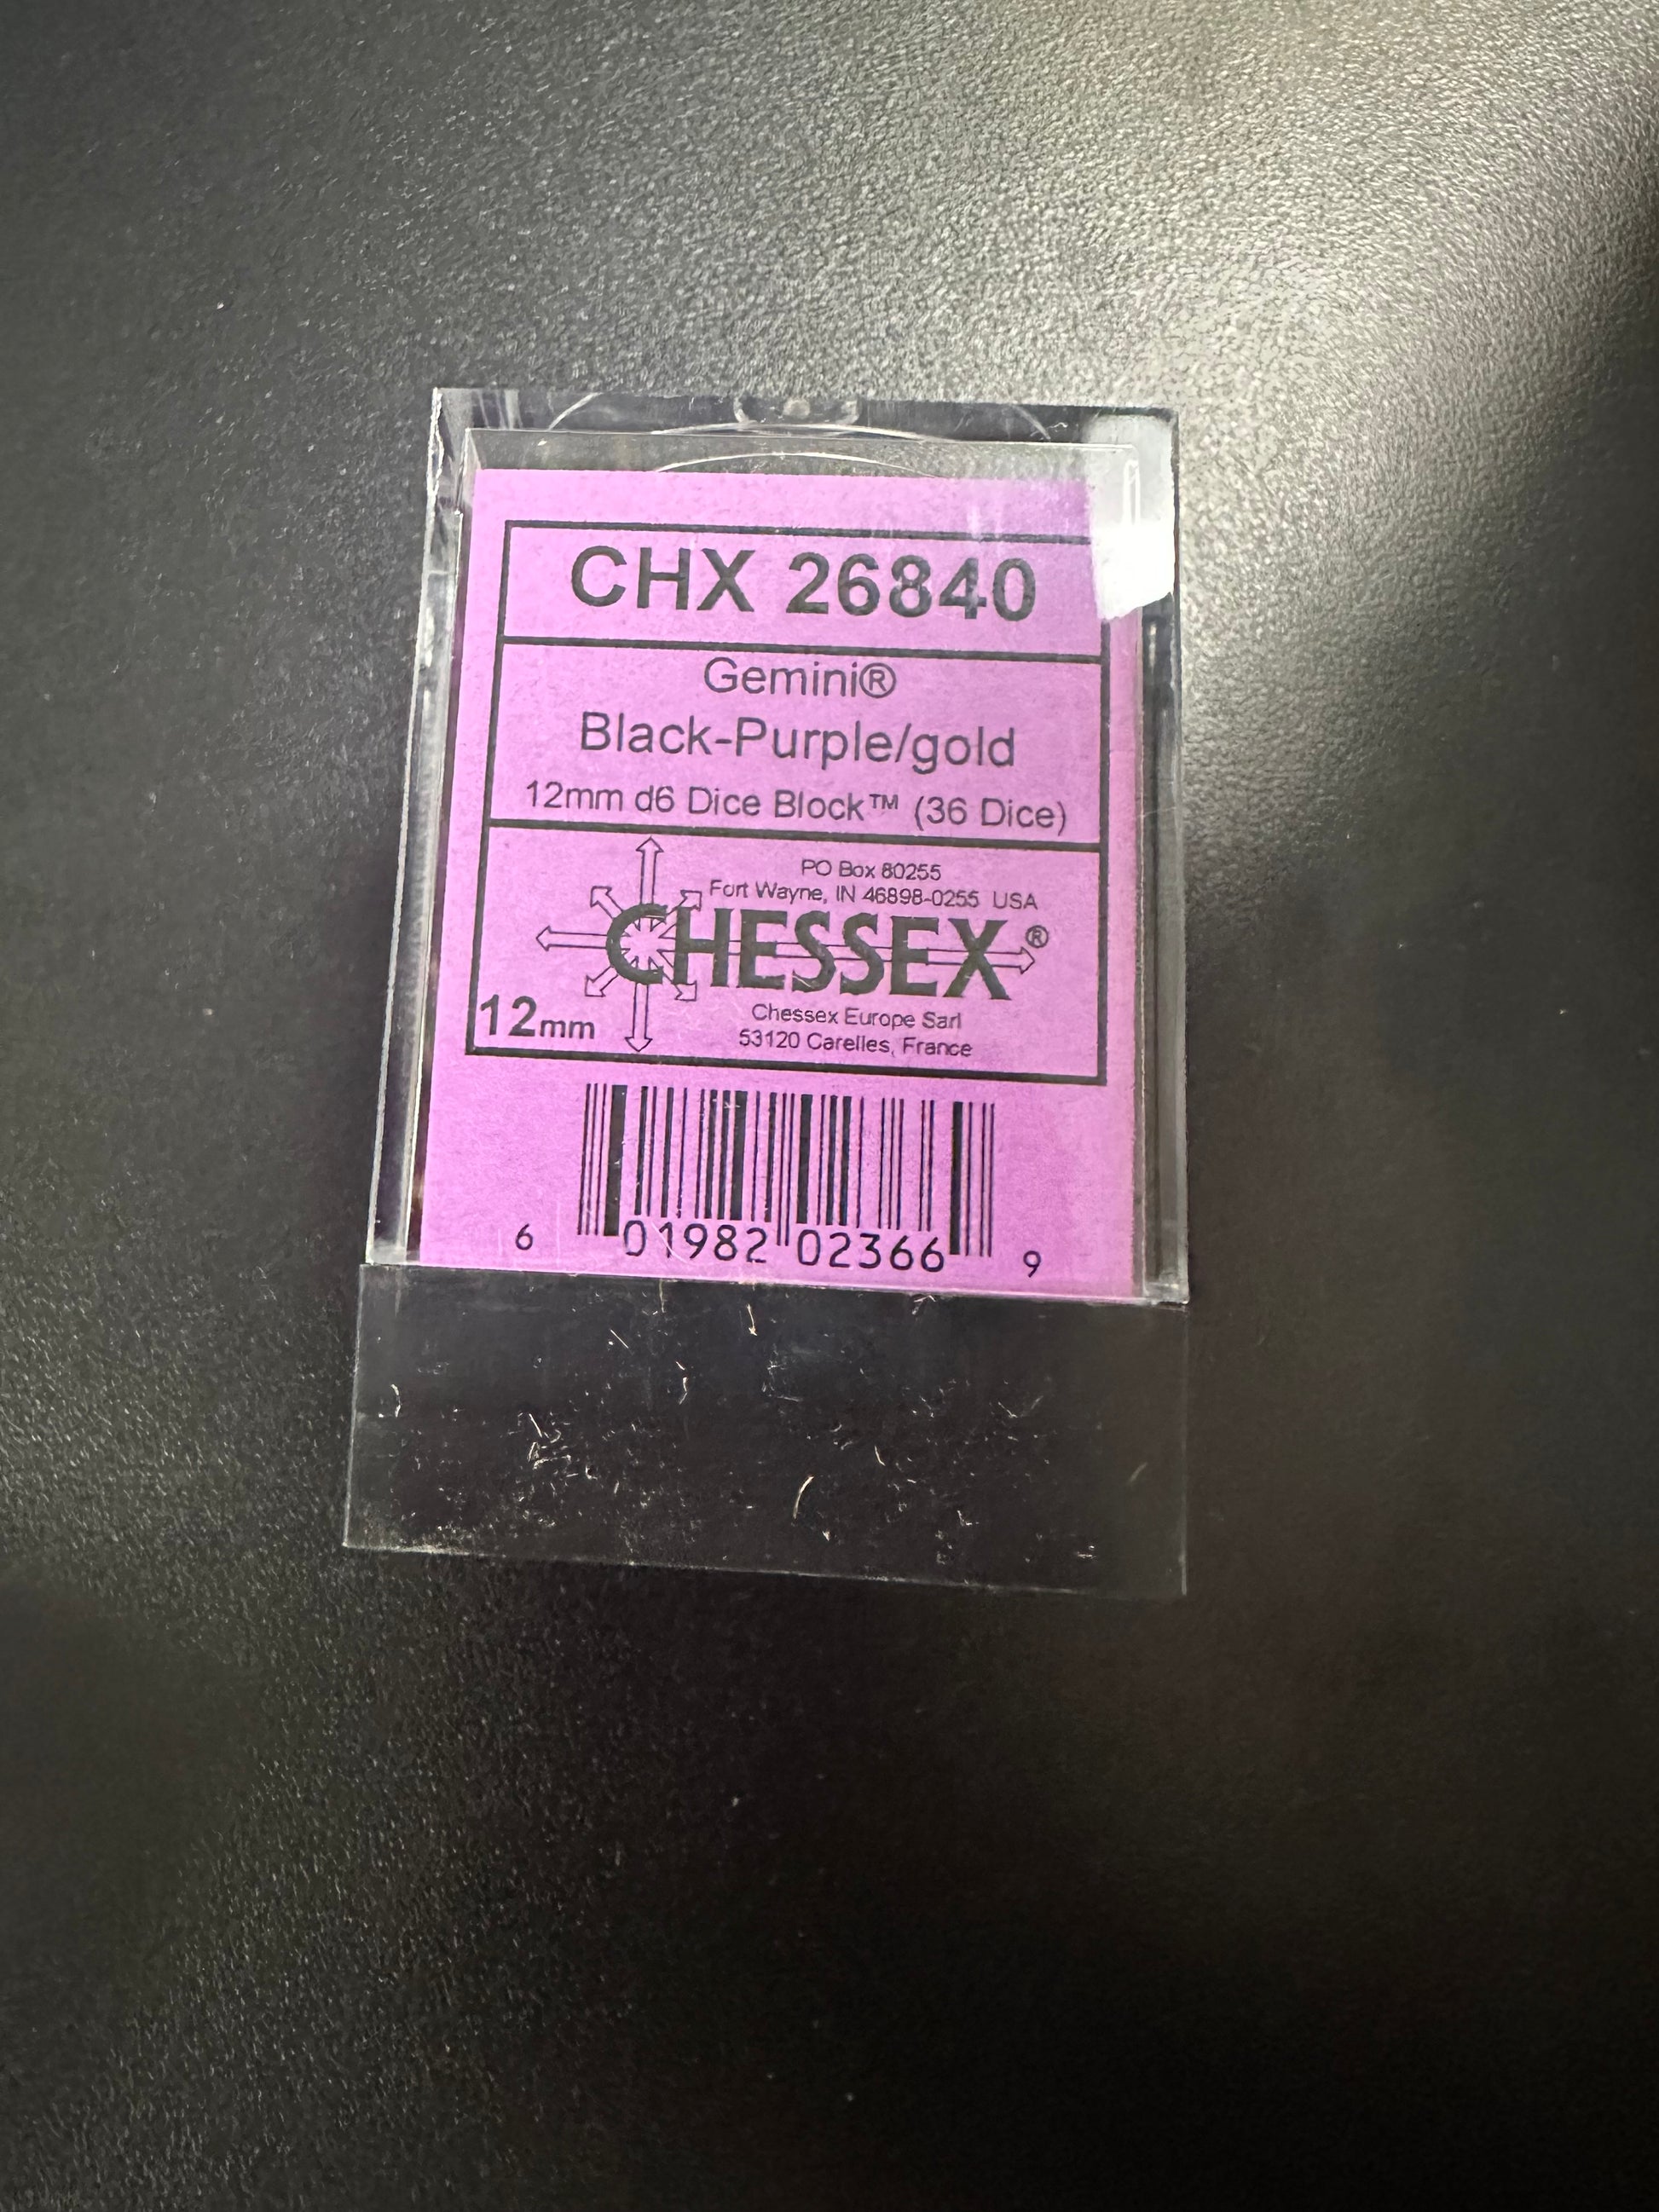 CHX 26840
Gemini®
Black-Purple/gold
12mm d6 Dice Block™ (36 Dice)
PO Box 80255
Fort Wayne, IN 46898-0255 USA
CHESSEX®
Chessex Europe Sarl
53120 Carelles, France
12mm
6 01982 02366 9